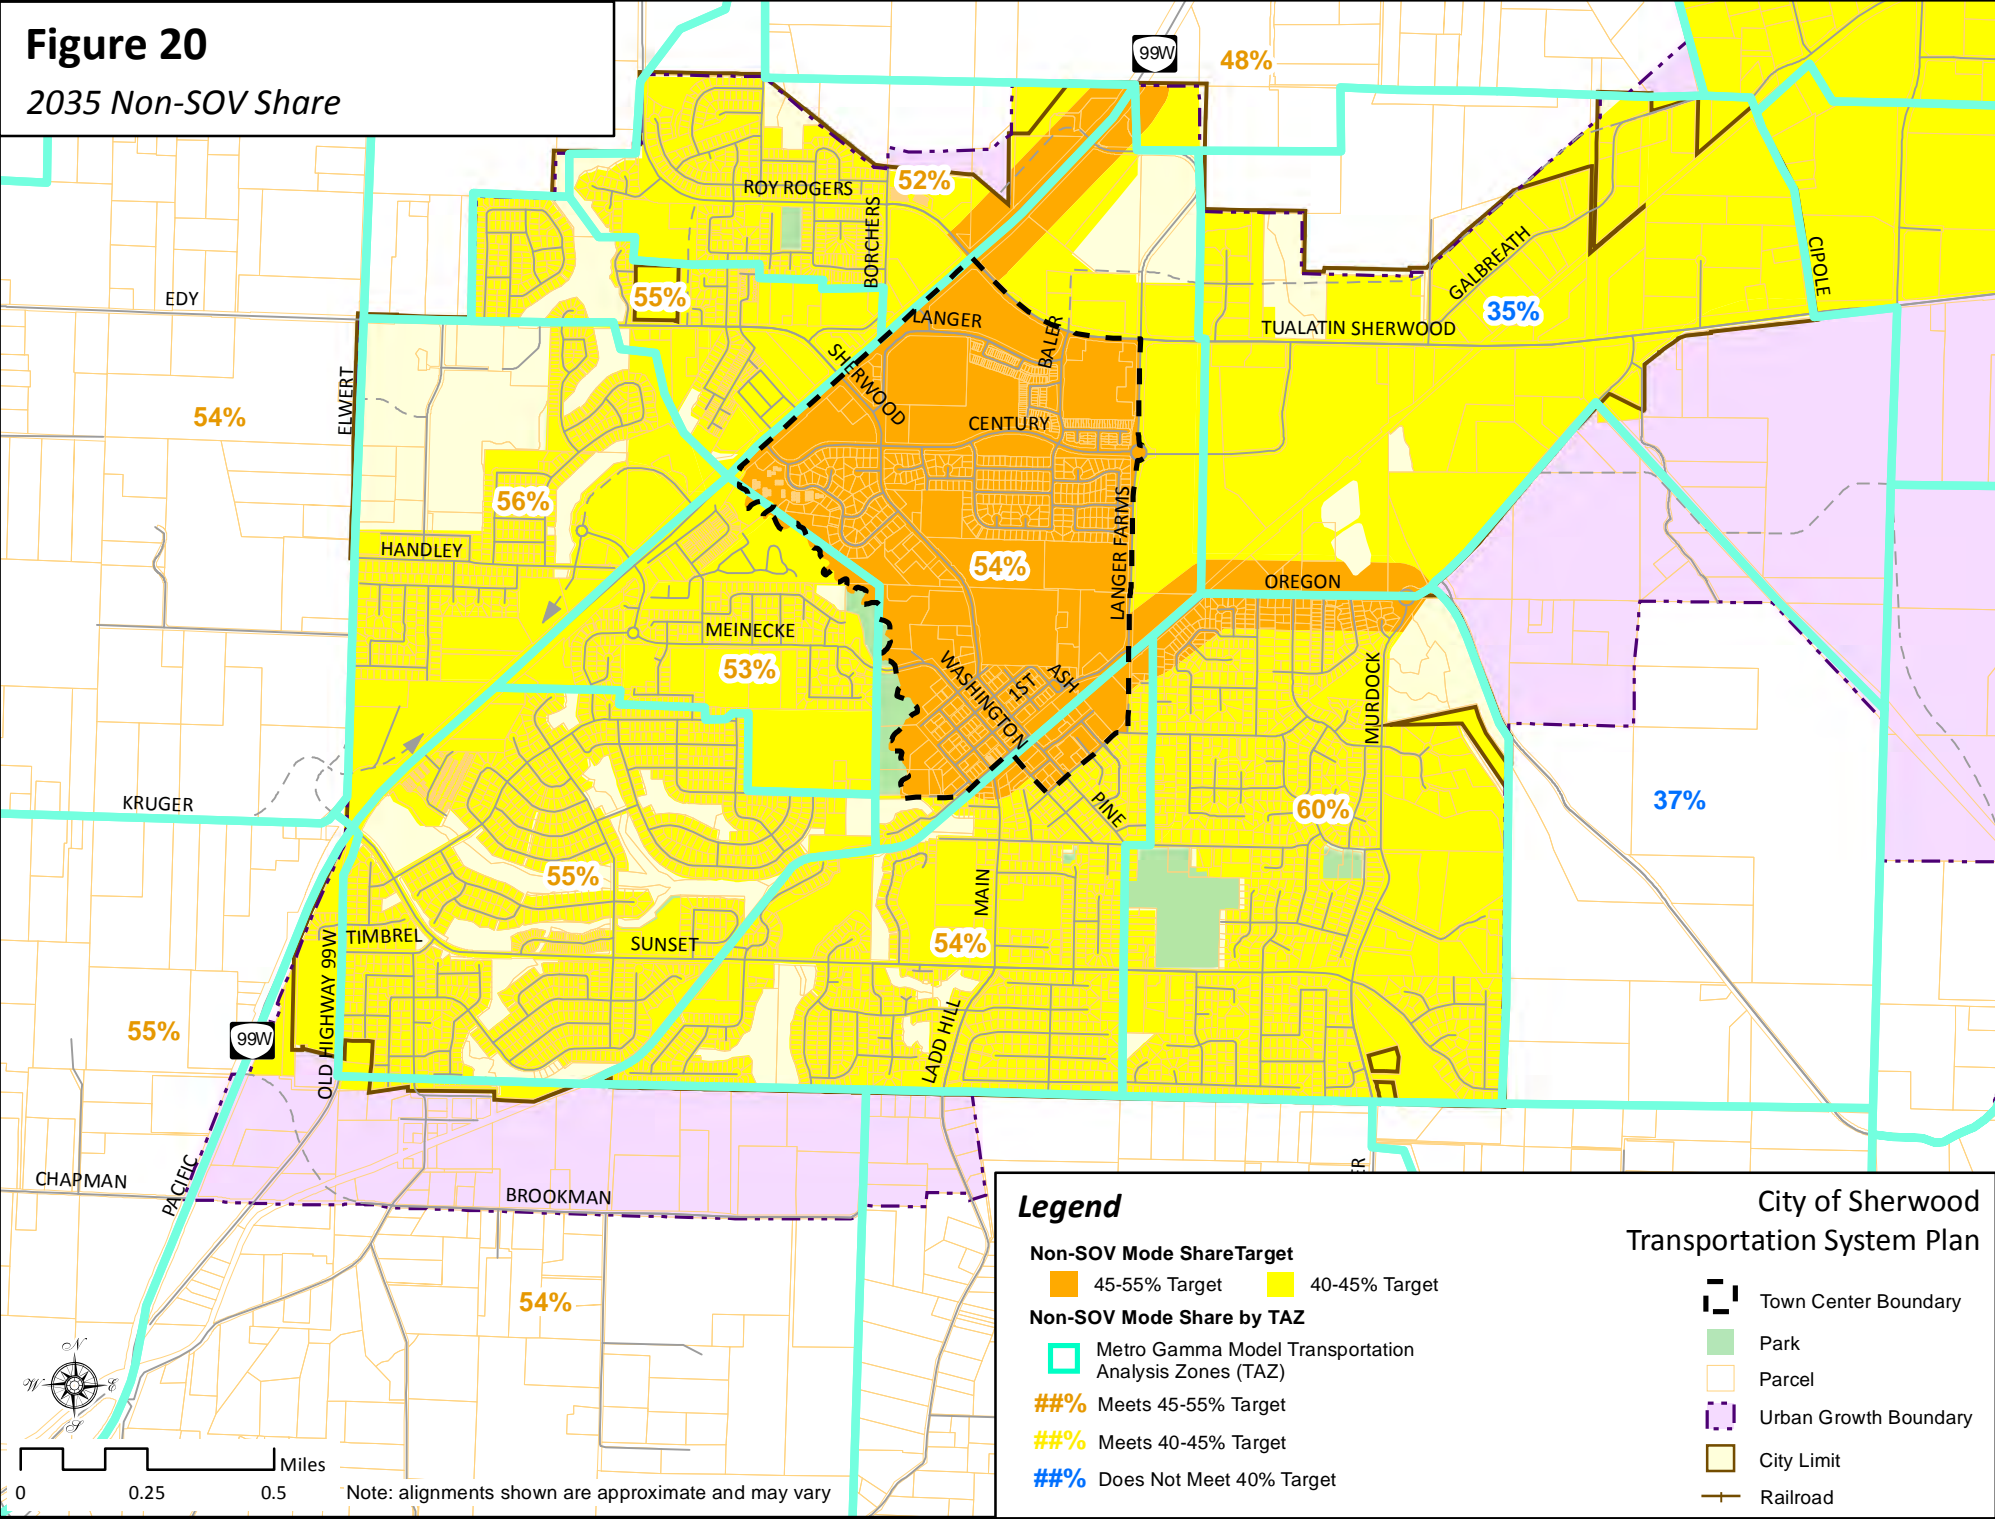 Figure 20
2035 Non-SOV Share
99W
48%
ROY ROGERS
52%
BORCHERS
GALBREATH
CIPOLE
EDY
55%
LANGER
BALER
35%
TUALATIN SHERWOOD
SHERWOOD
ELWERT
54%
CENTURY
56%
HANDLEY
54%
LANGER FARMS
OREGON
MEINECKE
53%
WASHINGTON
1ST
ASH
MURDOCK
KRUGER
PINE
60%
37%
55%
MAIN
TIMBREL
SUNSET
54%
OLD HIGHWAY 99W
55%
99W
LADD HILL
CHAPMAN
PACIFIC
BROOKMAN
ER
54%
Legend
Non-SOV Mode ShareTarget
45-55% Target
40-45% Target
Non-SOV Mode Share by TAZ
Metro Gamma Model Transportation
Analysis Zones (TAZ)
##% Meets 45-55% Target
##% Meets 40-45% Target
##% Does Not Meet 40% Target
City of Sherwood
Transportation System Plan
Town Center Boundary
Park
Parcel
Urban Growth Boundary
City Limit
Railroad
N
W
E
S
Miles
0
0.25
0.5
Note: alignments shown are approximate and may vary